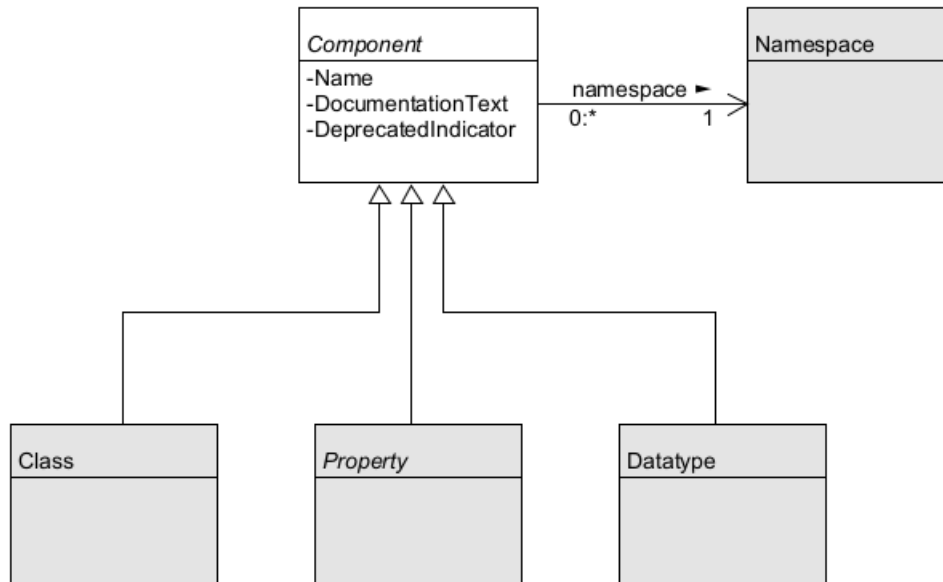 Component
-Name
-DocumentationText
-DeprecatedIndicator
namespace ►
0:*
1
Namespace
Class
Property
Datatype